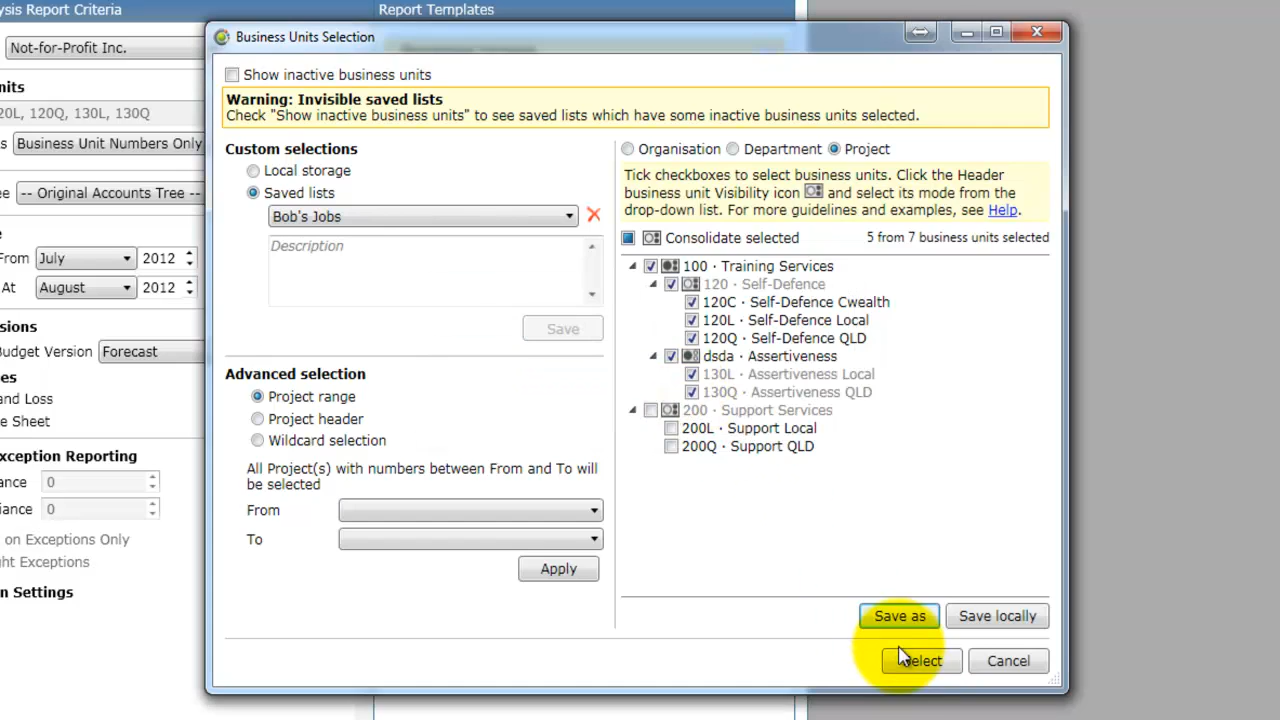 ysis Report Criteria
Report Templates
Not-for-Profit Inc.
nits
20L, 120Q, 130L, 130Q
s Business Unit Numbers Only
ee -- Original Accounts Tree --
e
From July 2012
At August 2012
sions
Budget Version Forecast
es
and Loss
e Sheet
Exception Reporting
ance 0
iance 0
on Exceptions Only
ght Exceptions
n Settings
Business Units Selection
Show inactive business units
Warning: Invisible saved lists
Check "Show inactive business units" to see saved lists which have some inactive business units selected.
Custom selections
Local storage
Saved lists
Bob's Jobs
Description
Save
Advanced selection
Project range
Project header
Wildcard selection
All Project(s) with numbers between From and To will
be selected
From
To
Apply
Organisation Department Project
Tick checkboxes to select business units. Click the Header
business unit Visibility icon and select its mode from the
drop-down list. For more guidelines and examples, see Help.
Consolidate selected 5 from 7 business units selected
100 · Training Services
120 · Self-Defence
120C · Self-Defence Cwealth
120L · Self-Defence Local
120Q · Self-Defence QLD
dsda · Assertiveness
130L · Assertiveness Local
130Q · Assertiveness QLD
200 · Support Services
200L · Support Local
200Q · Support QLD
Save as Save locally
Select Cancel